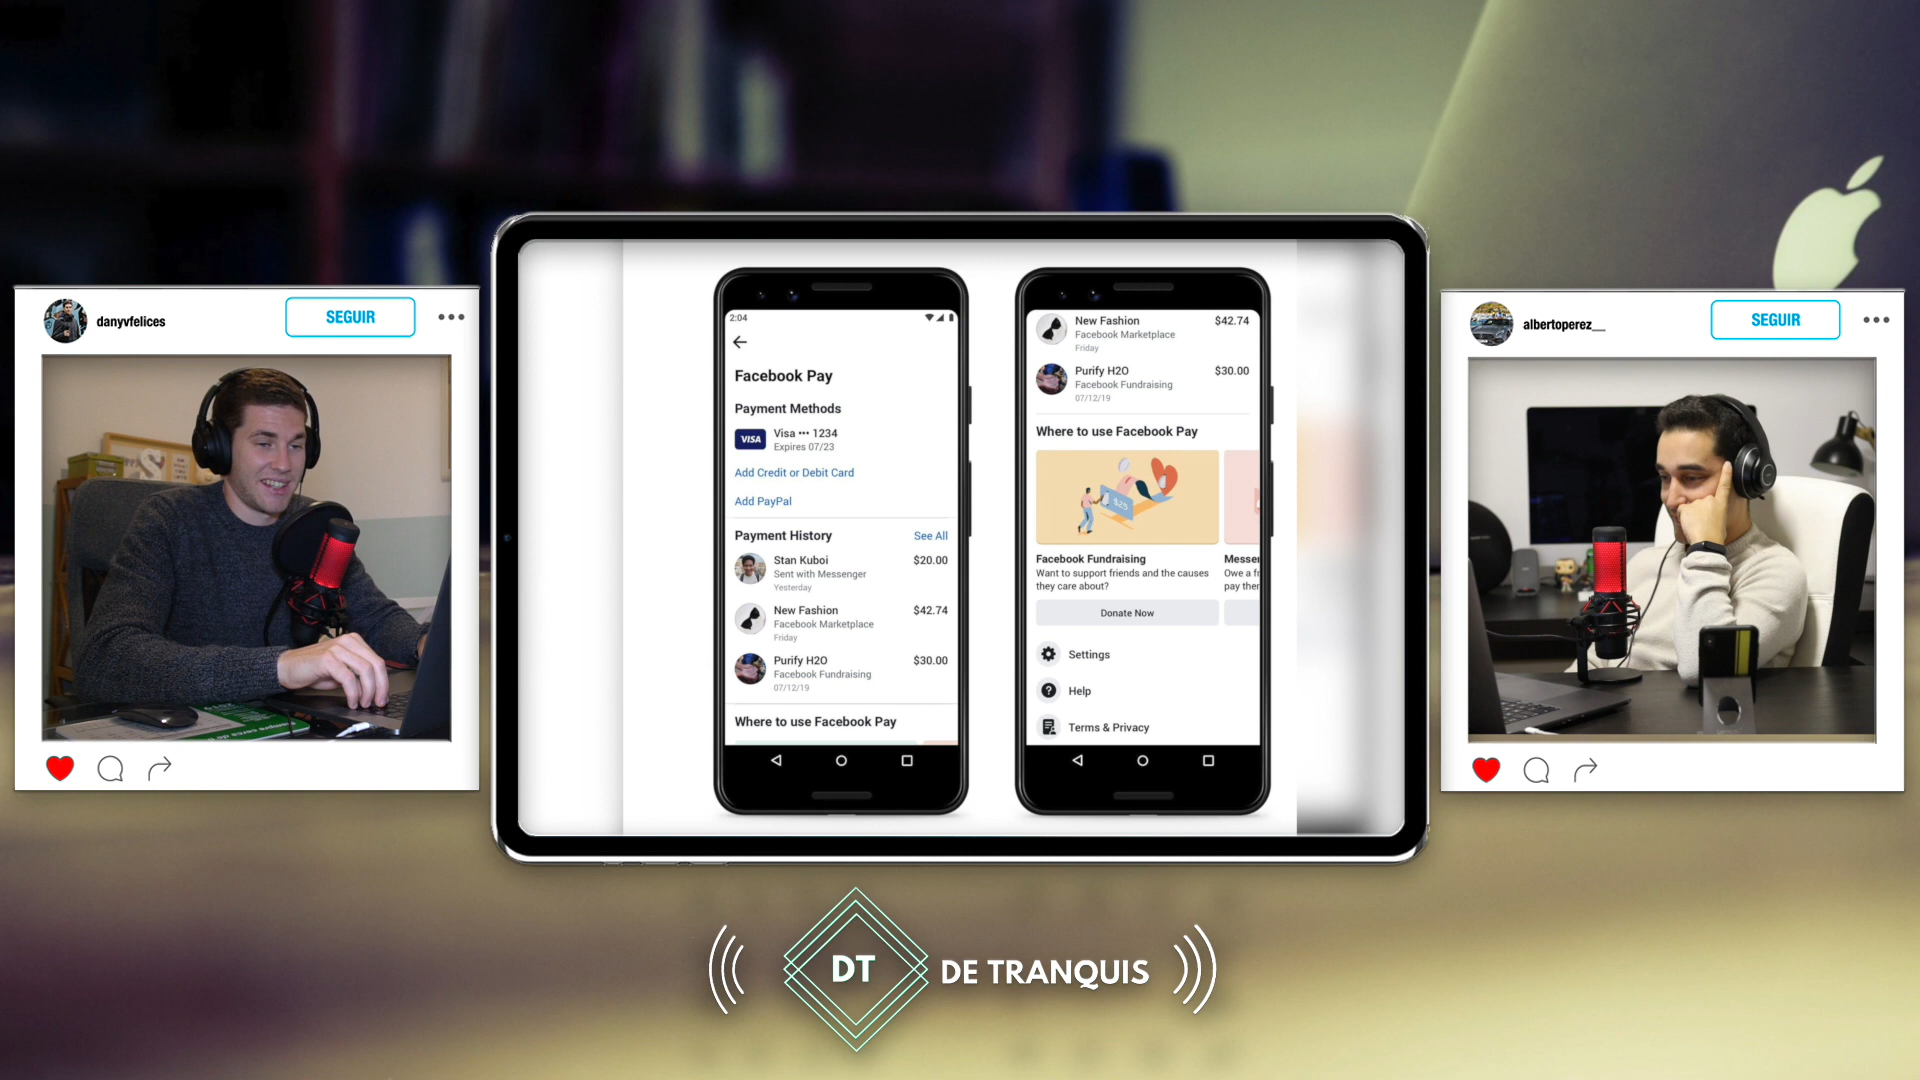 danyvfelices
SEGUIR
2:04
Facebook Pay
Payment Methods
VISA
Visa ••• 1234
Expires 07/23
Add Credit or Debit Card
Add PayPal
Payment History
See All
Stan Kuboi
$20.00
Sent with Messenger
Yesterday
New Fashion
$42.74
Facebook Marketplace
Friday
Purify H2O
$30.00
Facebook Fundraising
07/12/19
Where to use Facebook Pay
New Fashion
$42.74
Facebook Marketplace
Friday
Purify H2O
$30.00
Facebook Fundraising
07/12/19
Where to use Facebook Pay
$25
Facebook Fundraising
Want to support friends and the causes
they care about?
Donate Now
Messe
Owe a f
pay ther
Settings
Help
Terms & Privacy
albertoperez__
SEGUIR
DT
DE TRANQUIS